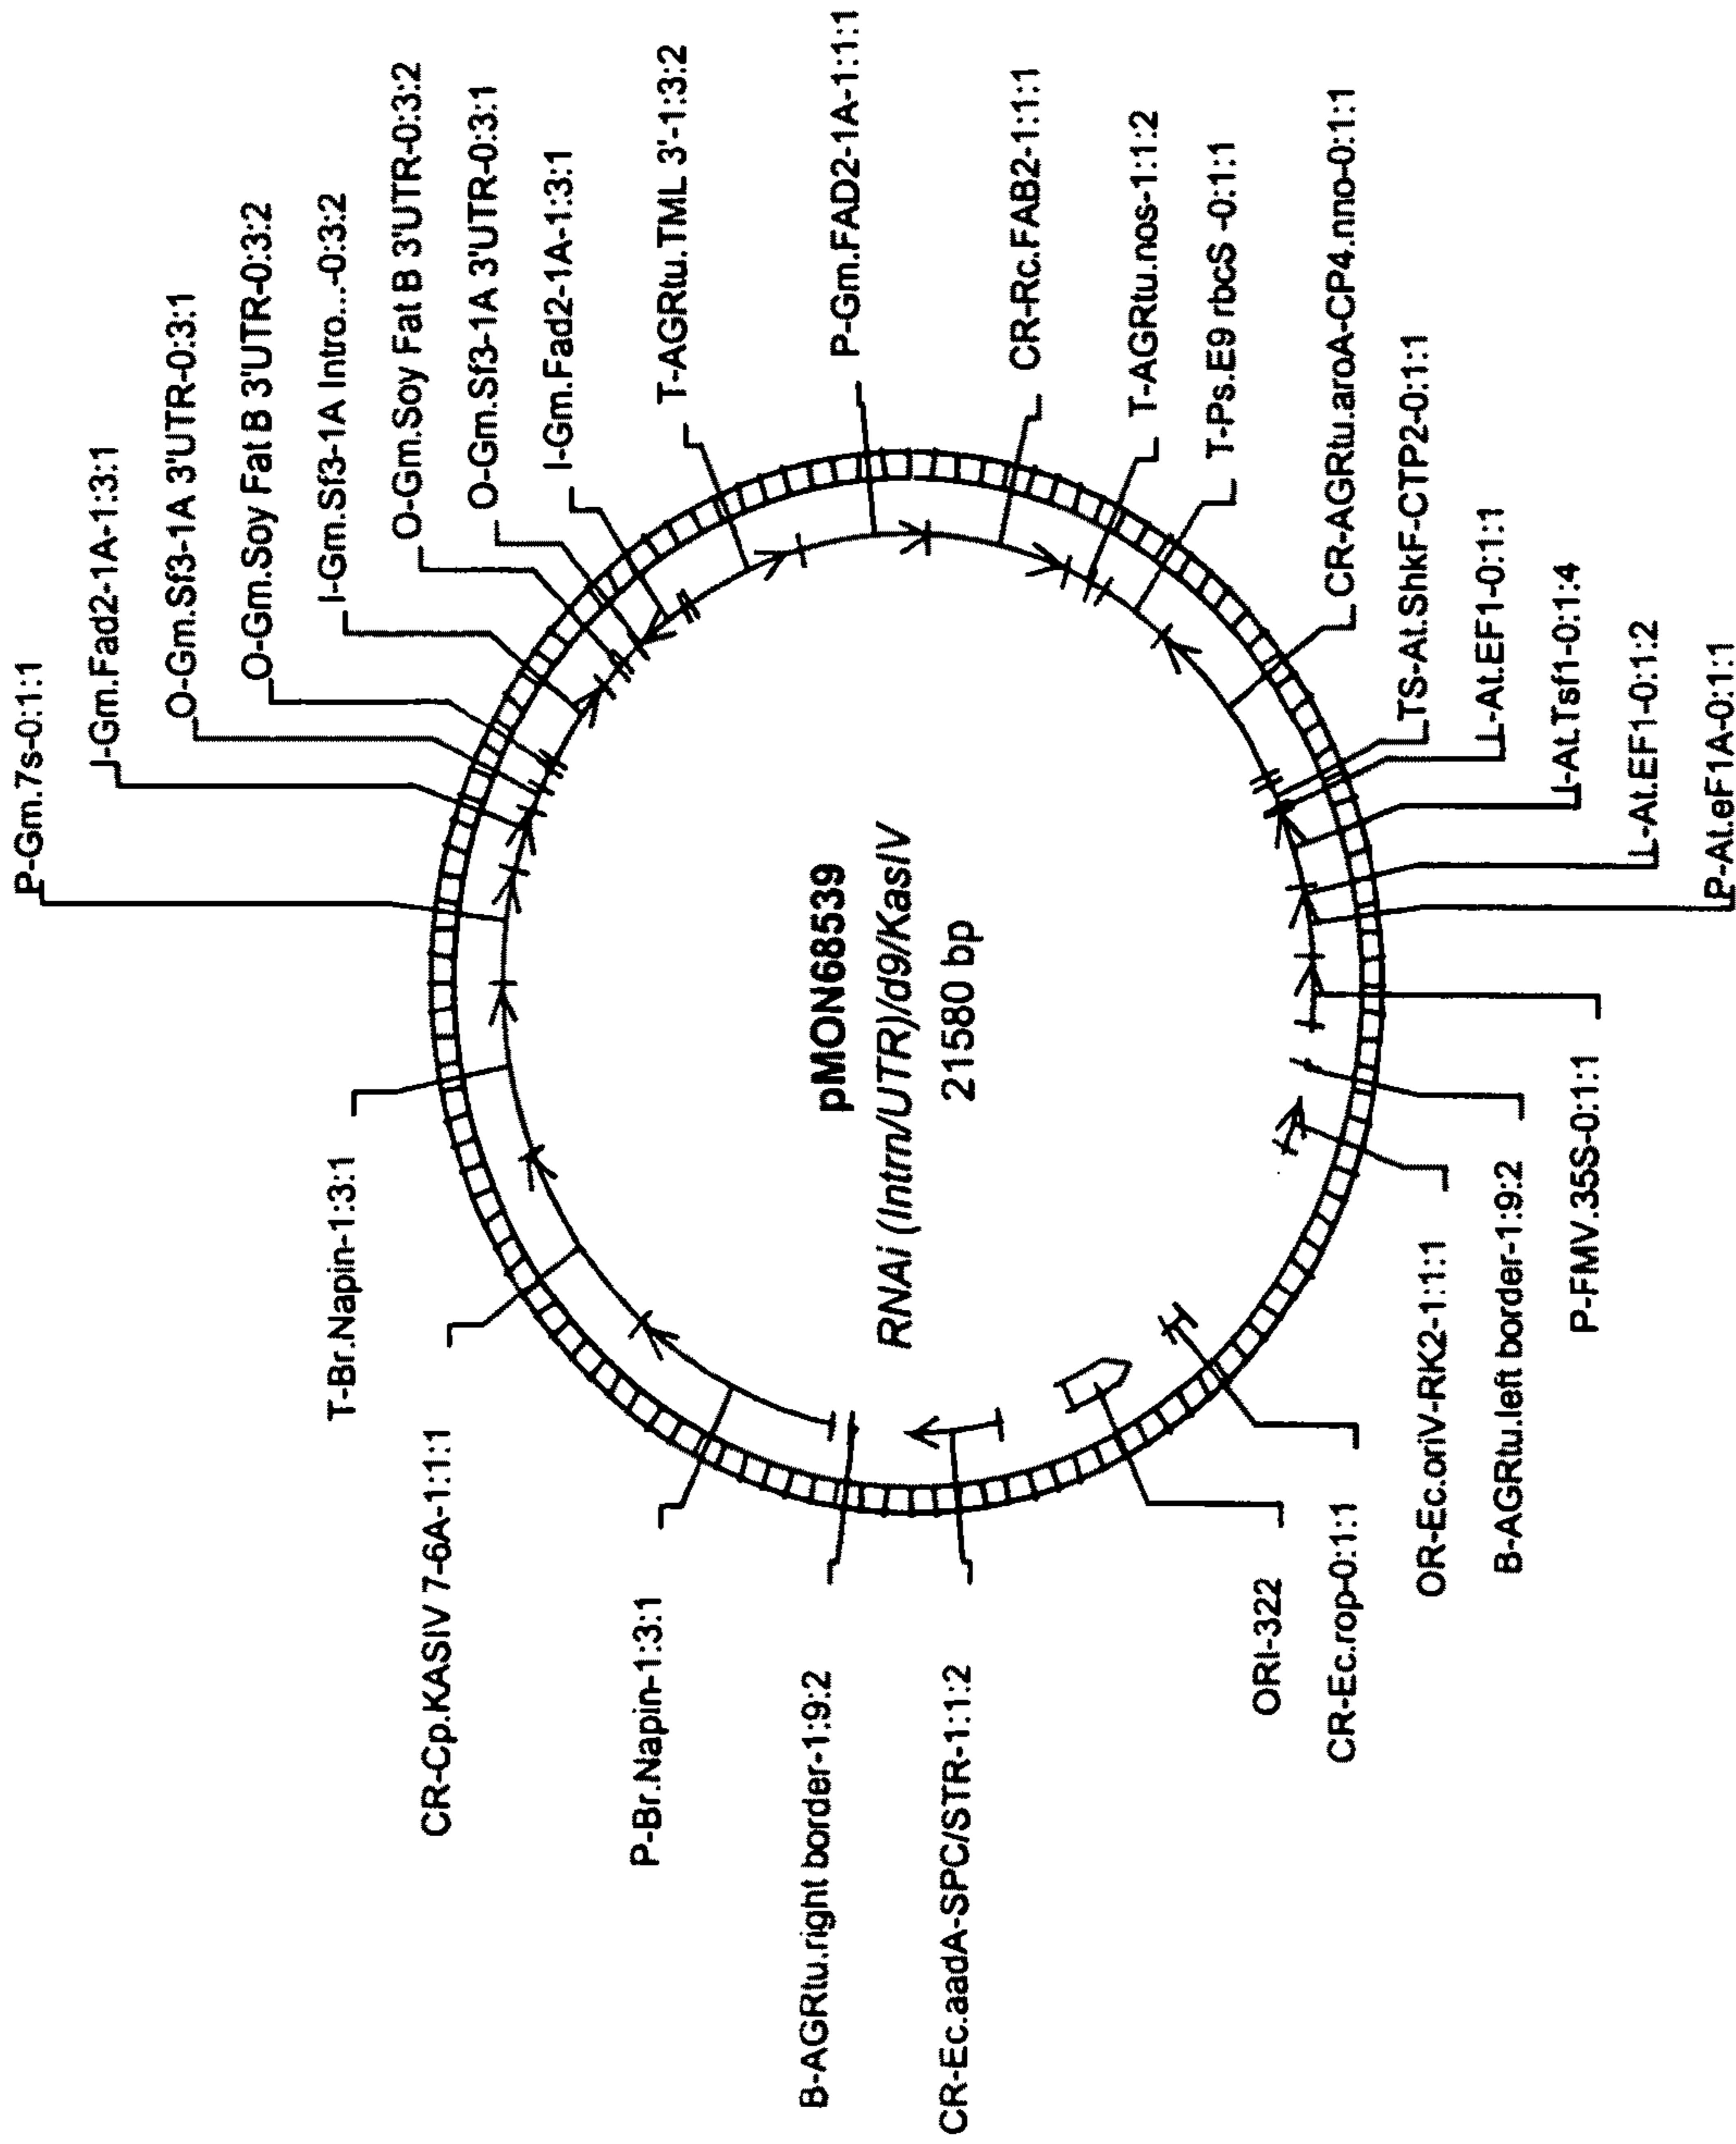 P-Gm.7s-0:1:1
I-Gm.Fad2-1A-1:3:1
O-Gm.Sf3-1A 3'UTR-0:3:1
O-Gm.Soy Fat B 3'UTR-0:3:2
I-Gm.Sf3-1A Intro...-0:3:2
O-Gm.Soy Fat B 3'UTR-0:3:2
O-Gm.Sf3-1A 3'UTR-0:3:1
I-Gm.Fad2-1A-1:3:1
T-AGRtu.TML 3'-1:3:2
P-Gm.FAD2-1A-1:1:1
CR-Rc.FAB2-1:1:1
T-AGRtu.nos-1:1:2
T-Ps.E9 rbcS -0:1:1
CR-AGRtu.aroA-CP4.nno-0:1:1
TS-At.ShkF-CTP2-0:1:1
L-At.EF1-0:1:1
I-At.Tsf1-0:1:4
L-At.EF1-0:1:2
P-At.eF1A-0:1:1
P-FMV.35S-0:1:1
B-AGRtu.left border-1:9:2
OR-Ec.oriV-RK2-1:1:1
CR-Ec.rop-0:1:1
ORI-322
CR-Ec.aadA-SPC/STR-1:1:2
B-AGRtu.right border-1:9:2
P-Br.Napin-1:3:1
CR-Cp.KASIV 7-6A-1:1:1
T-Br.Napin-1:3:1
pMON68539
RNAi (Intrn/UTR)/d9/KasIV
21580 bp